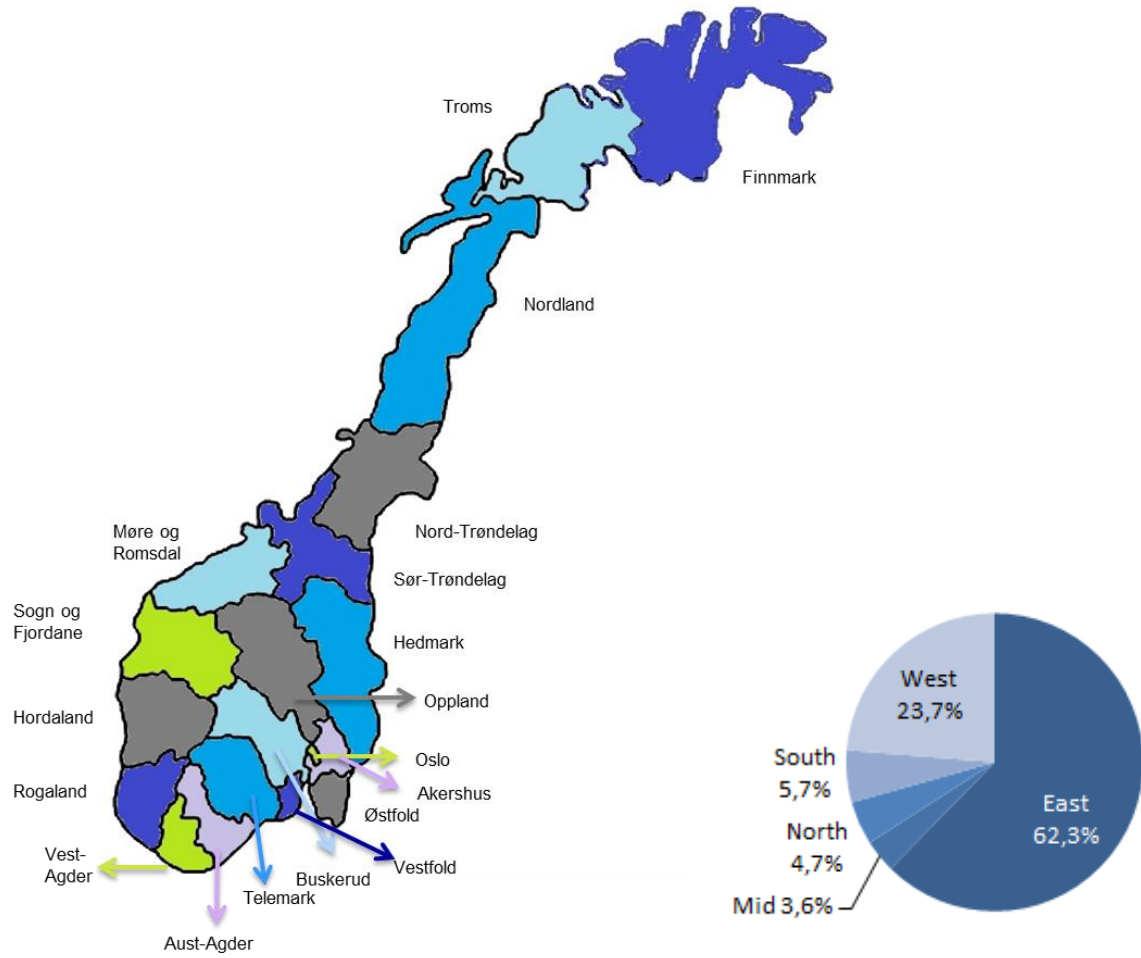 Troms
Finnmark
Nordland
Nord-Trøndelag
Møre og
Romsdal
Sør-Trøndelag
Sogn og
Fjordane
Hedmark
Oppland
Hordaland
Oslo
Rogaland
Akershus
Østfold
Vest-
Agder
Vestfold
Buskerud
Telemark
Aust-Agder
West
23,7%
South
5,7%
East
62,3%
North
4,7%
Mid 3,6%